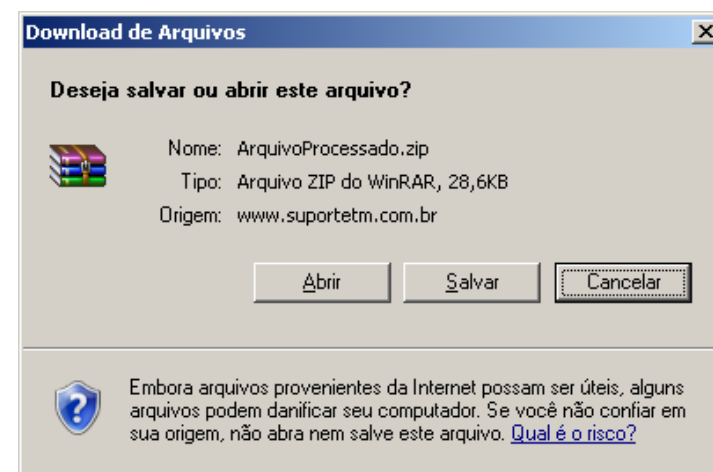 Download de Arquivos
Deseja salvar ou abrir este arquivo?
Nome: ArquivoProcessado.zip
Tipo: Arquivo ZIP do WinRAR, 28,6KB
Origem: www.suportetm.com.br
Abrir Salvar Cancelar
Embora arquivos provenientes da Internet possam ser úteis, alguns
arquivos podem danificar seu computador. Se você não confiar em
sua origem, não abra nem salve este arquivo. Qual é o risco?